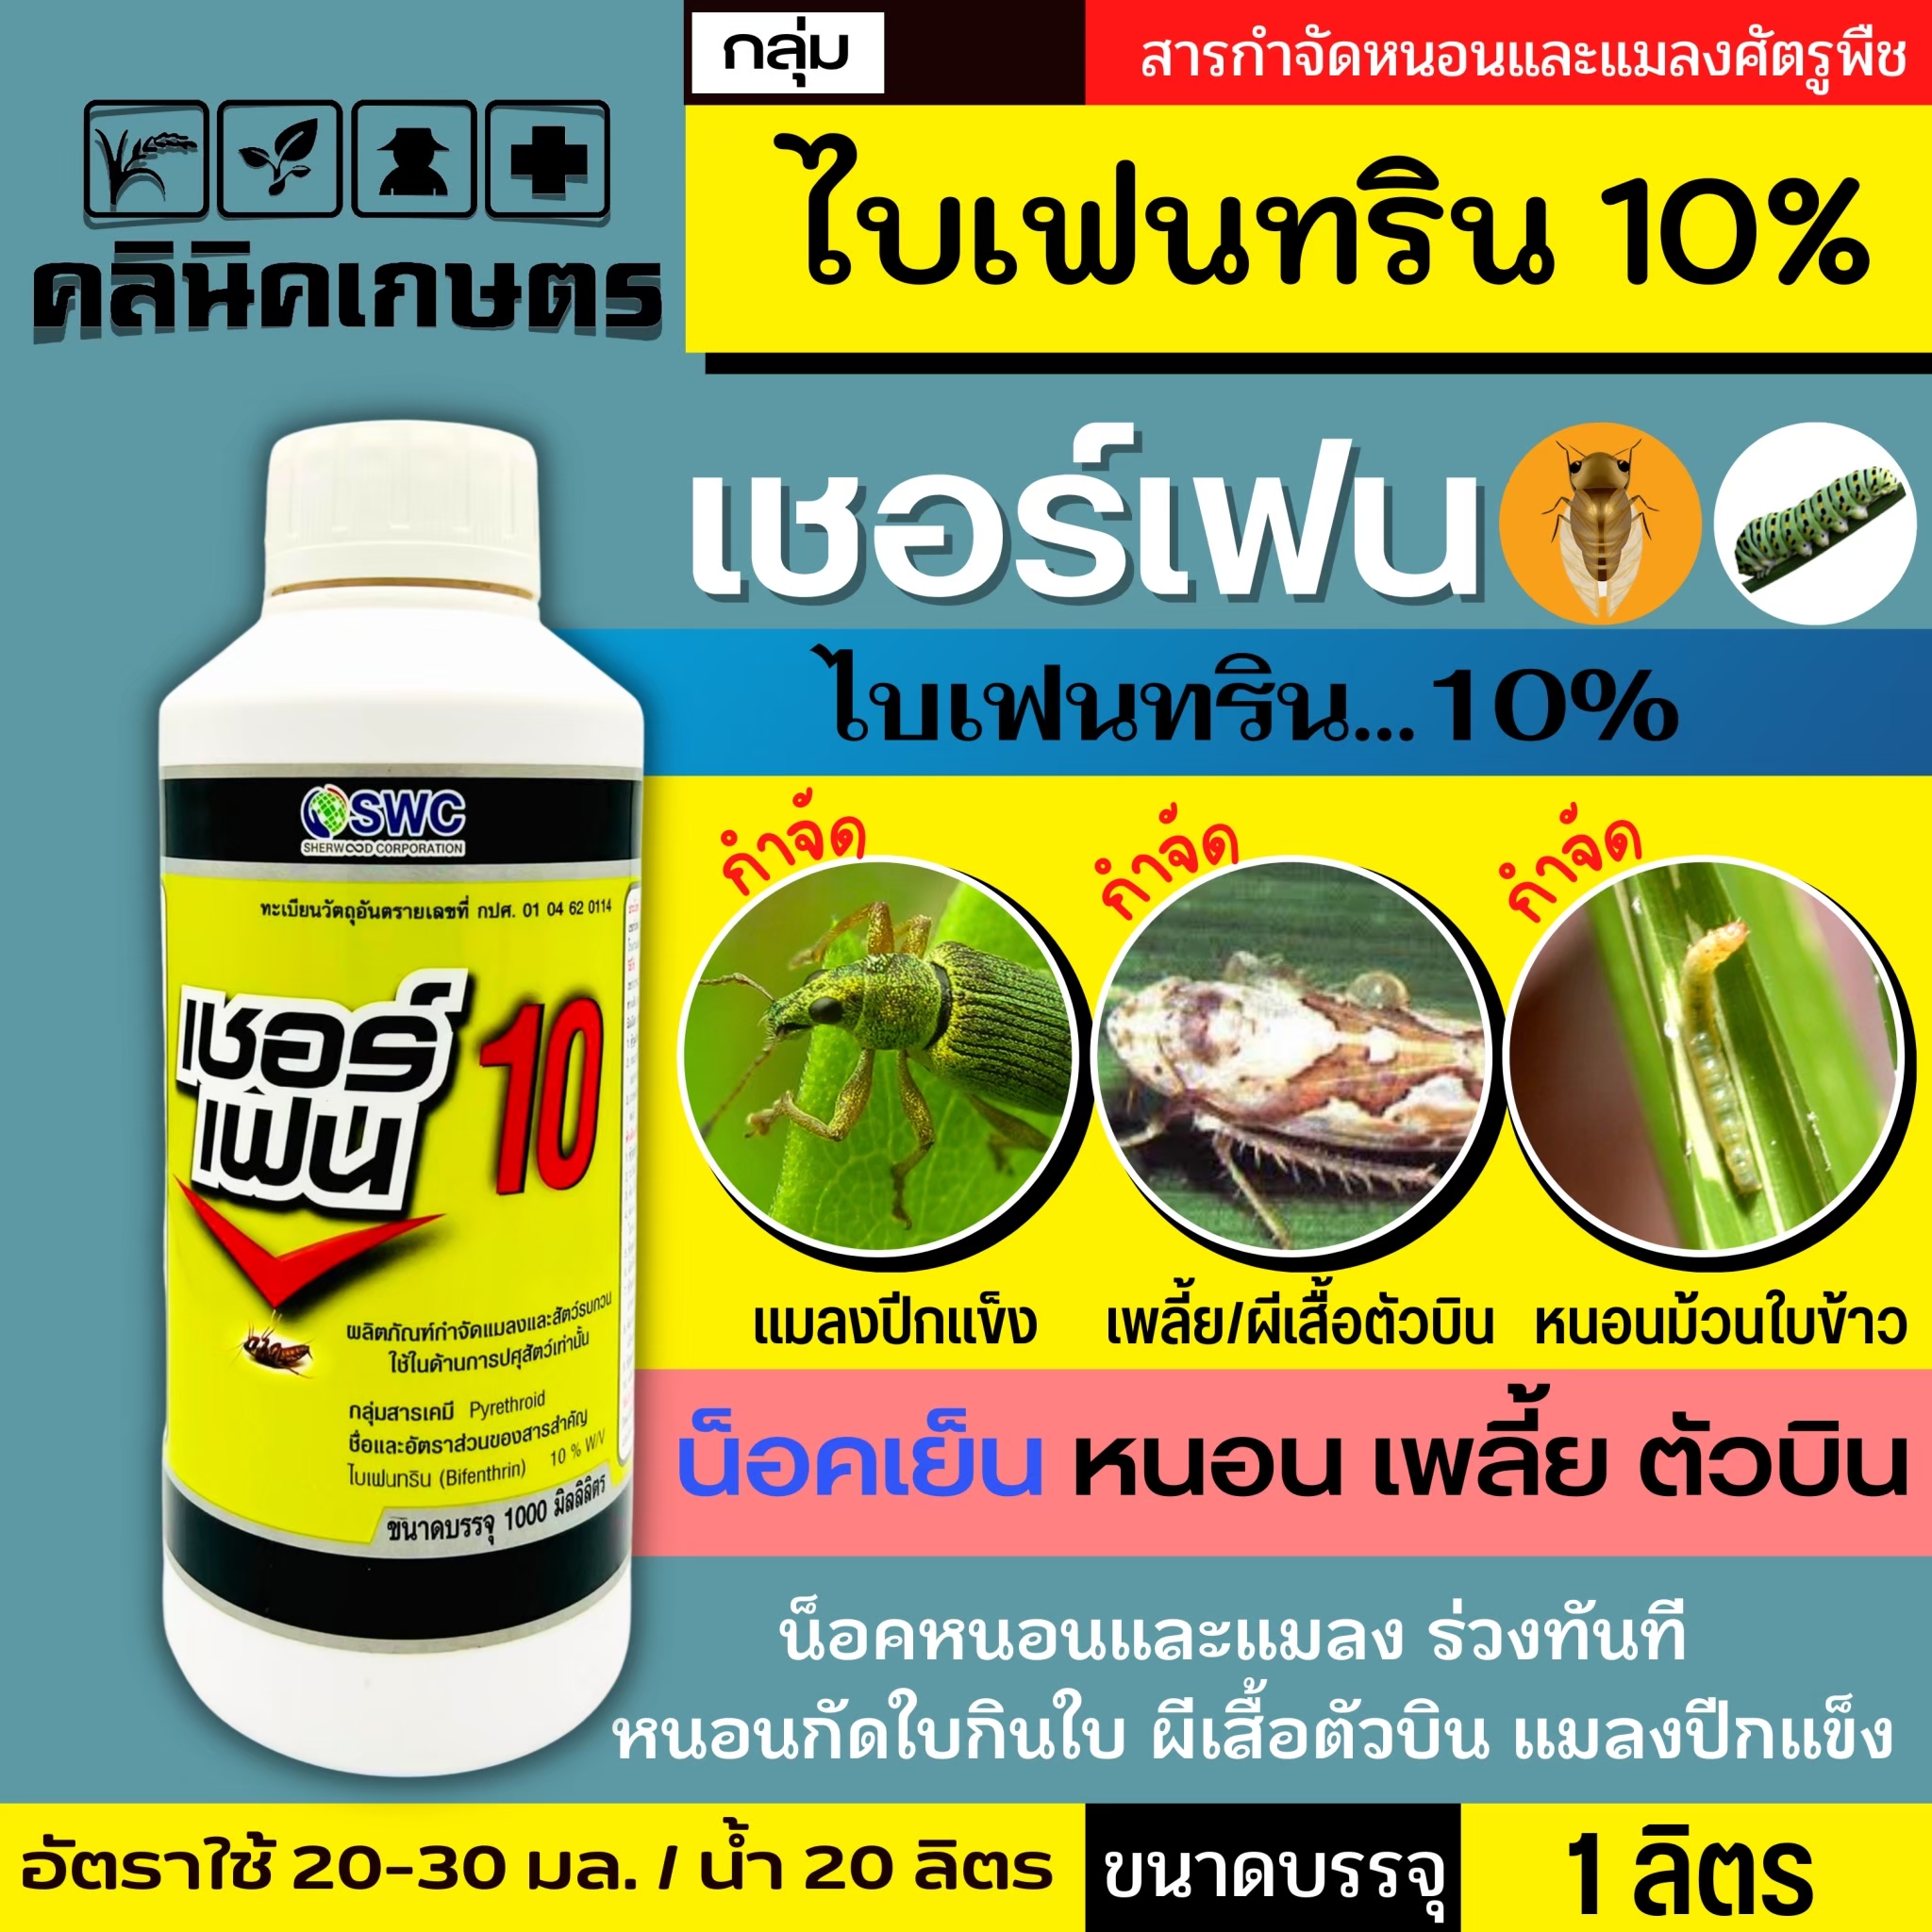 กลุ่ม
สารกำจัดหนอนและแมลงศัตรูพืช
ไบเฟนทริน 10%
คลินิคเกษตร
เชอร์เฟน
ไบเฟนทริน...10%
SWC
SHERWOOD CORPORATION
ทะเบียนวัตถุอันตรายเลขที่ กปศ. 01 04 62 0114
เชอร์
เฟน
10
ผลิตภัณฑ์กำจัดแมลงและสัตว์รบกวน
ใช้ในด้านการปศุสัตว์เท่านั้น
กลุ่มสารเคมี Pyrethroid
ชื่อและอัตราส่วนของสารสำคัญ
ไบเฟนทริน (Bifenthrin) 10 % W/V
ขนาดบรรจุ 1000 มิลลิลิตร
กำจัด
กำจัด
กำจัด
แมลงปีกแข็ง
เพลี้ย/ผีเสื้อตัวบิน
หนอนม้วนใบข้าว
น็อคเย็น หนอน เพลี้ย ตัวบิน
น็อคหนอนและแมลง ร่วงทันที
หนอนกัดใบกินใบ ผีเสื้อตัวบิน แมลงปีกแข็ง
อัตราใช้ 20-30 มล. / น้ำ 20 ลิตร
ขนาดบรรจุ
1 ลิตร